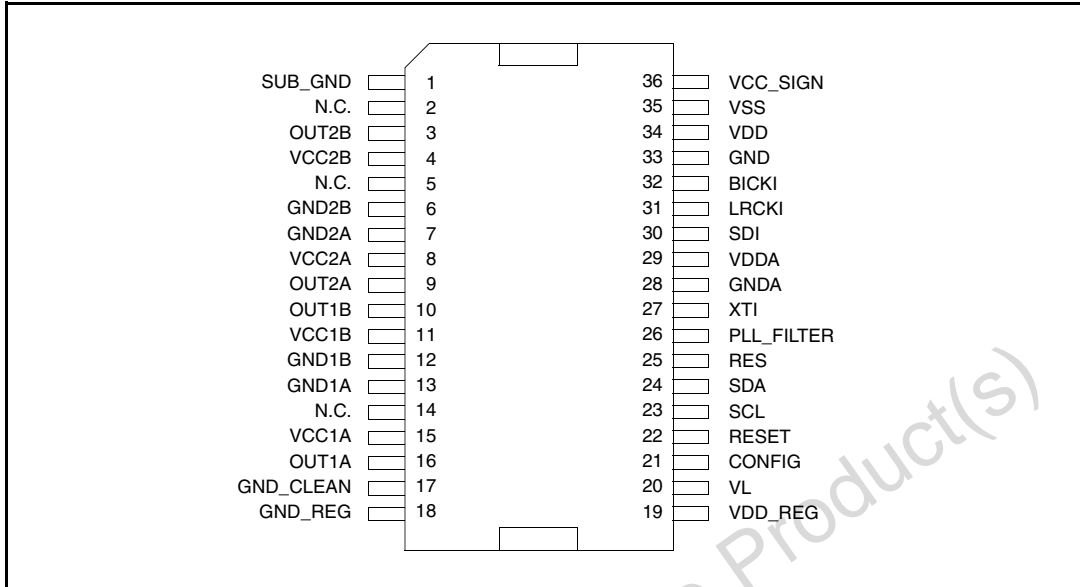 SUB_GND 1 36 VCC_SIGN
N.C. 2 35 VSS
OUT2B 3 34 VDD
VCC2B 4 33 GND
N.C. 5 32 BICKI
GND2B 6 31 LRCKI
GND2A 7 30 SDI
VCC2A 8 29 VDDA
OUT2A 9 28 GNDA
OUT1B 10 27 XTI
VCC1B 11 26 PLL_FILTER
GND1B 12 25 RES
GND1A 13 24 SDA
N.C. 14 23 SCL
VCC1A 15 22 RESET
OUT1A 16 21 CONFIG
GND_CLEAN 17 20 VL
GND_REG 18 19 VDD_REG
Product(s)